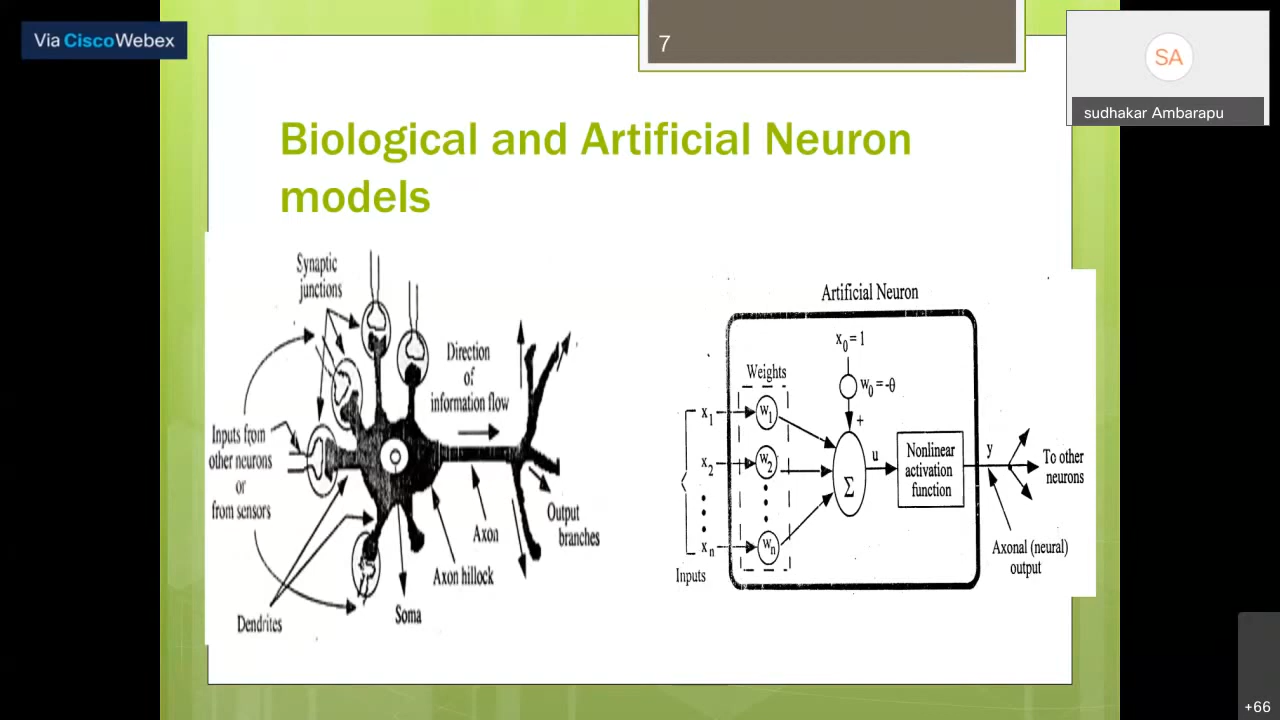 Via CiscoWebex
7
SA
sudhakar Ambarapu
Biological and Artificial Neuron
models
Synaptic
junctions
Direction
of
information flow
Inputs from
other neurons
or
from sensors
Output
branches
Axon
Axon hillock
Soma
Dendrites
Artificial Neuron
x0 = 1
w0 = -θ
Weights
+
x1
w1
x2
w2
xn
wn
Inputs
Σ
u
Nonlinear
activation
function
y
To other
neurons
Axonal (neural)
output
+66